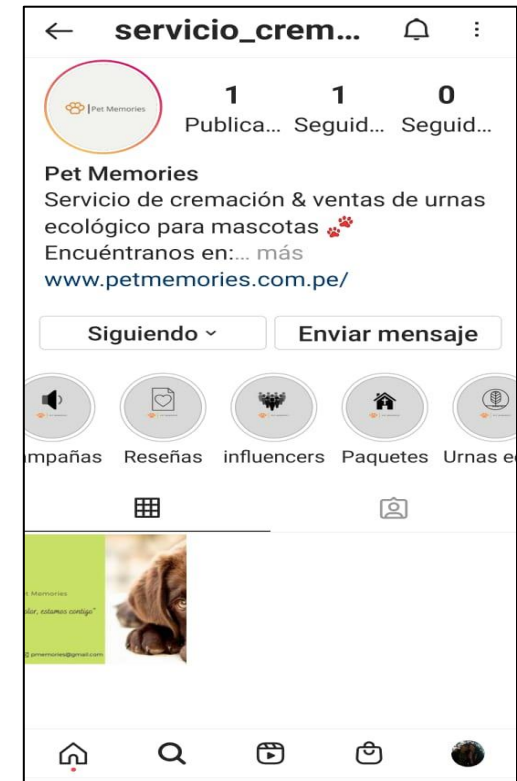 servicio_crem...
Pet Memories
1 1 0
Publica... Seguid... Seguid...
Pet Memories
Servicio de cremación & ventas de urnas
ecológico para mascotas
Encuéntranos en:... más
www.petmemories.com.pe/
Siguiendo
Enviar mensaje
mpañas Reseñas influencers Paquetes Urnas e
t Memories
lor, estamos contigo"
pmemories@gmail.com